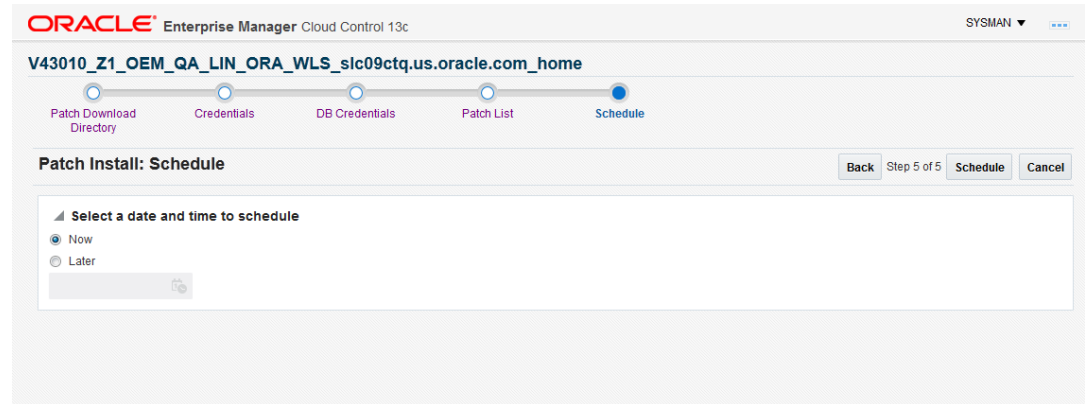 ORACLE Enterprise Manager Cloud Control 13c
SYSMAN
V43010_Z1_OEM_QA_LIN_ORA_WLS_slc09ctq.us.oracle.com_home
Patch Download Directory
Credentials
DB Credentials
Patch List
Schedule
Patch Install: Schedule
Back Step 5 of 5 Schedule Cancel
Select a date and time to schedule
Now
Later